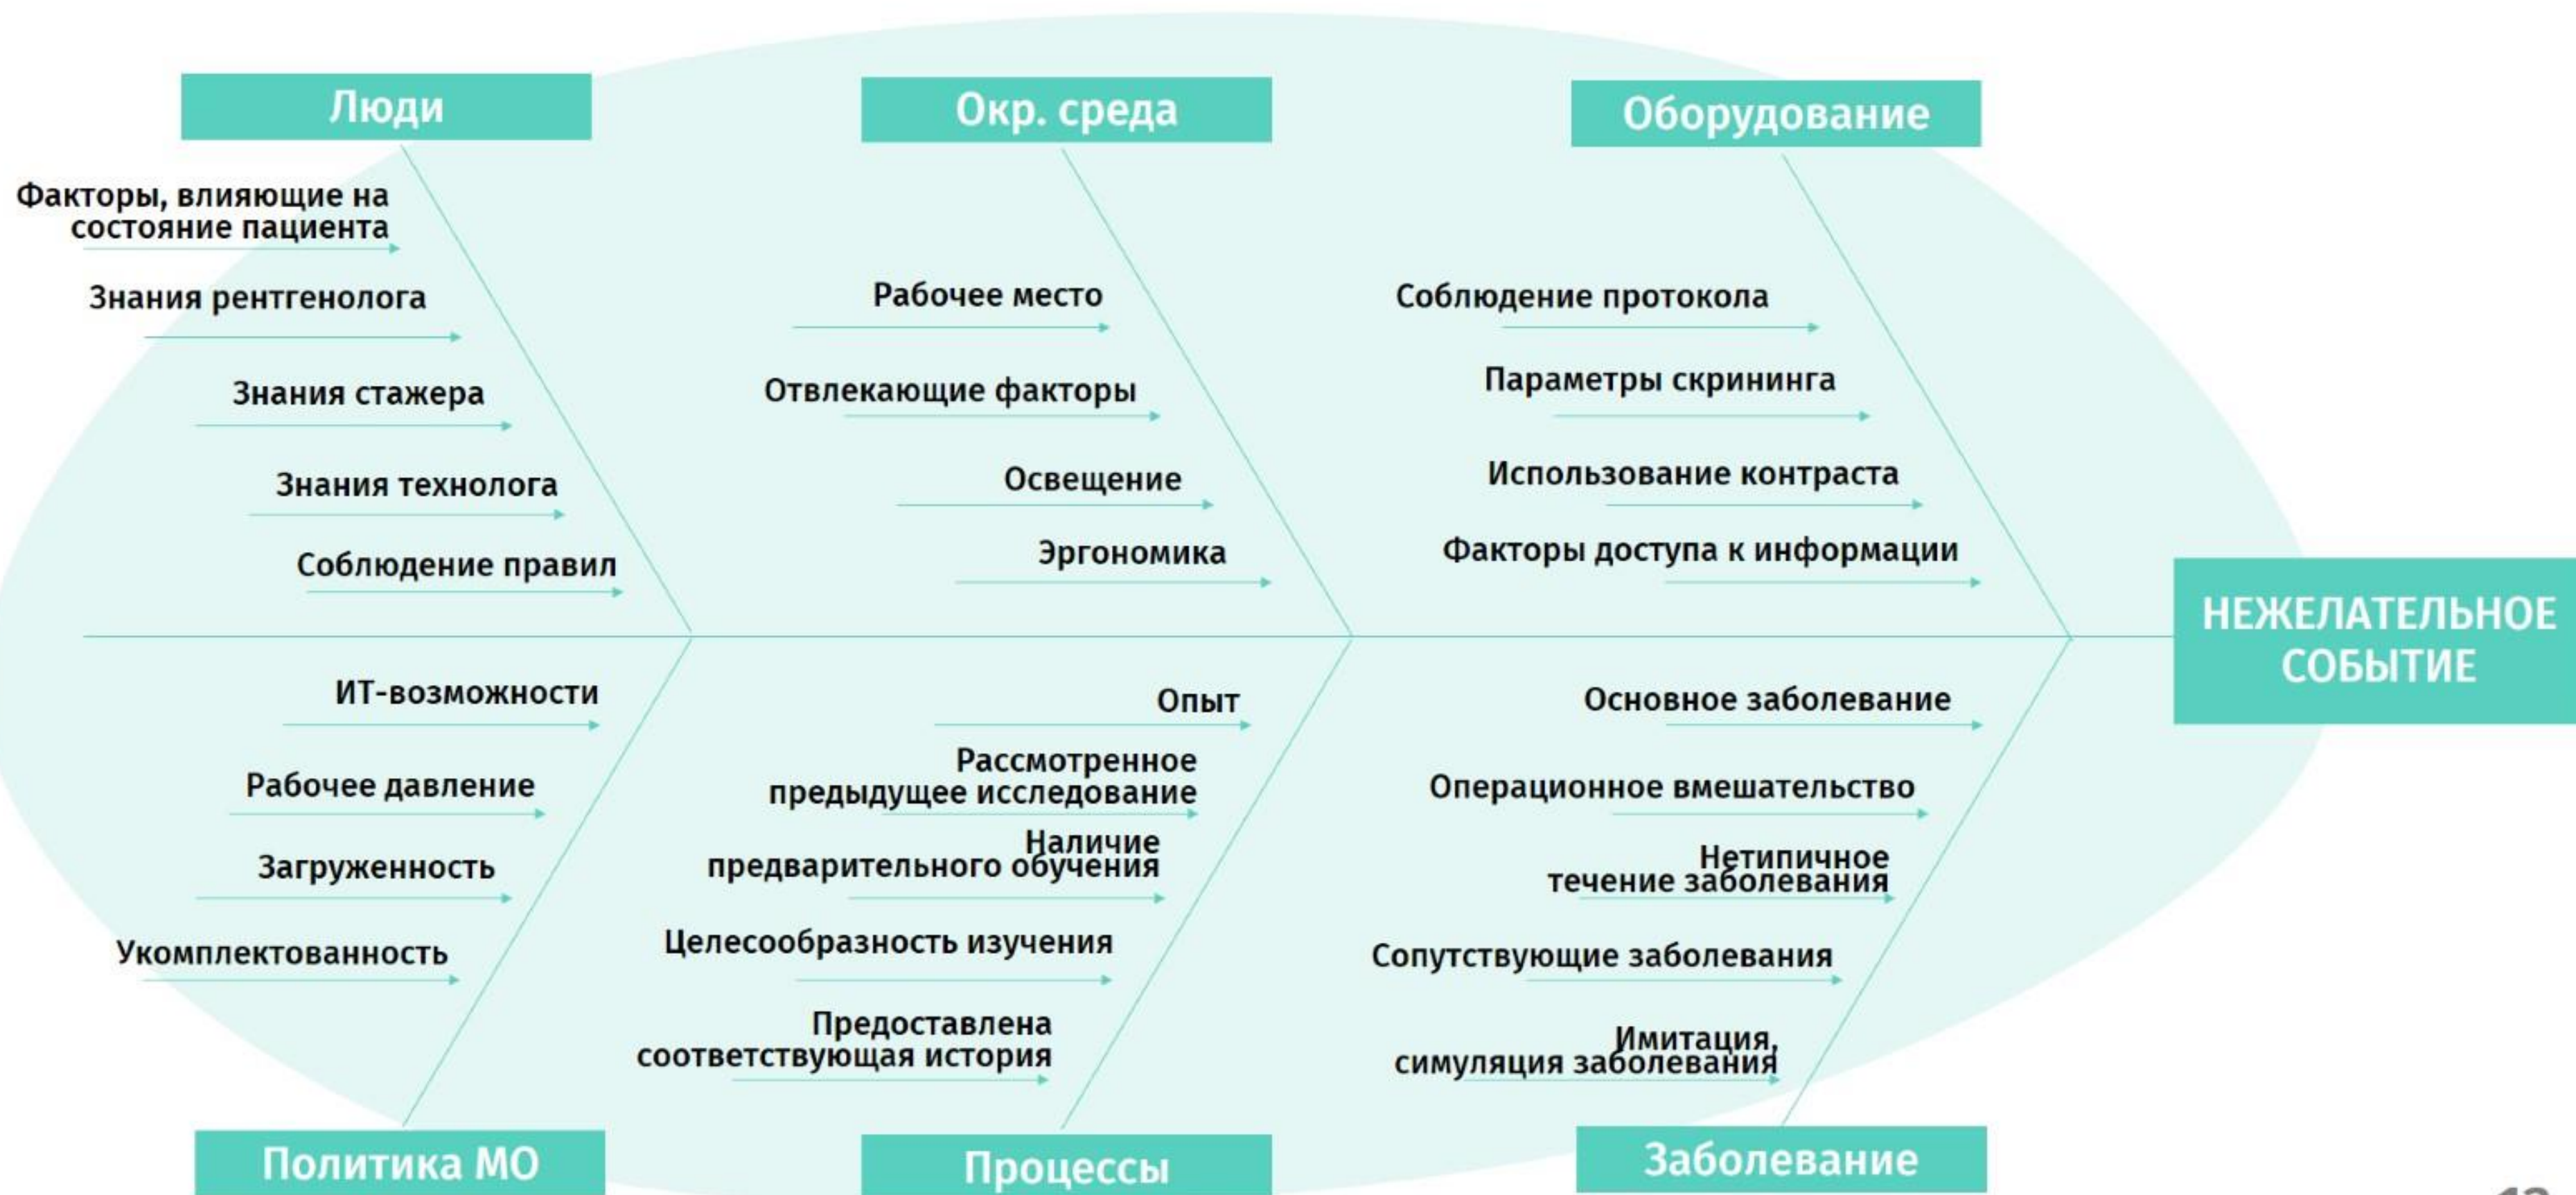 Люди
Окр. среда
Оборудование
Факторы, влияющие на
состояние пациента
Знания рентгенолога
Знания стажера
Знания технолога
Соблюдение правил
Рабочее место
Отвлекающие факторы
Освещение
Эргономика
Соблюдение протокола
Параметры скрининга
Использование контраста
Факторы доступа к информации
НЕЖЕЛАТЕЛЬНОЕ
СОБЫТИЕ
ИТ-возможности
Рабочее давление
Загруженность
Укомплектованность
Опыт
Рассмотренное
предыдущее исследование
Наличие
предварительного обучения
Целесообразность изучения
Предоставлена
соответствующая история
Основное заболевание
Операционное вмешательство
Нетипичное
течение заболевания
Сопутствующие заболевания
Имитация,
симуляция заболевания
Политика МО
Процессы
Заболевание